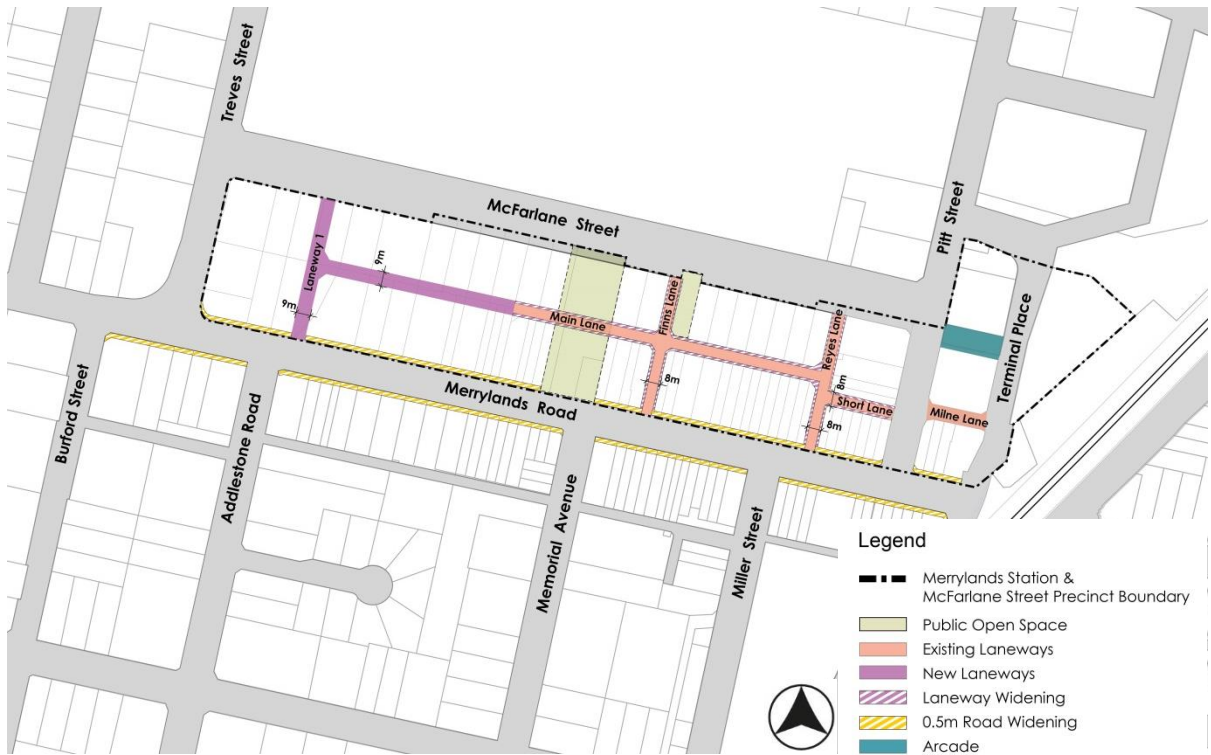 Treves Street
McFarlane Street
Pitt Street
Laneway 1
9m
9m
Main Lane
Finns Lane
Reyes Lane
8m
8m
8m
Short Lane
Milne Lane
Terminal Place
Merrylands Road
Burford Street
Addlestone Road
Memorial Avenue
Miller Street
Legend
Merrylands Station &
McFarlane Street Precinct Boundary
Public Open Space
Existing Laneways
New Laneways
Laneway Widening
0.5m Road Widening
Arcade